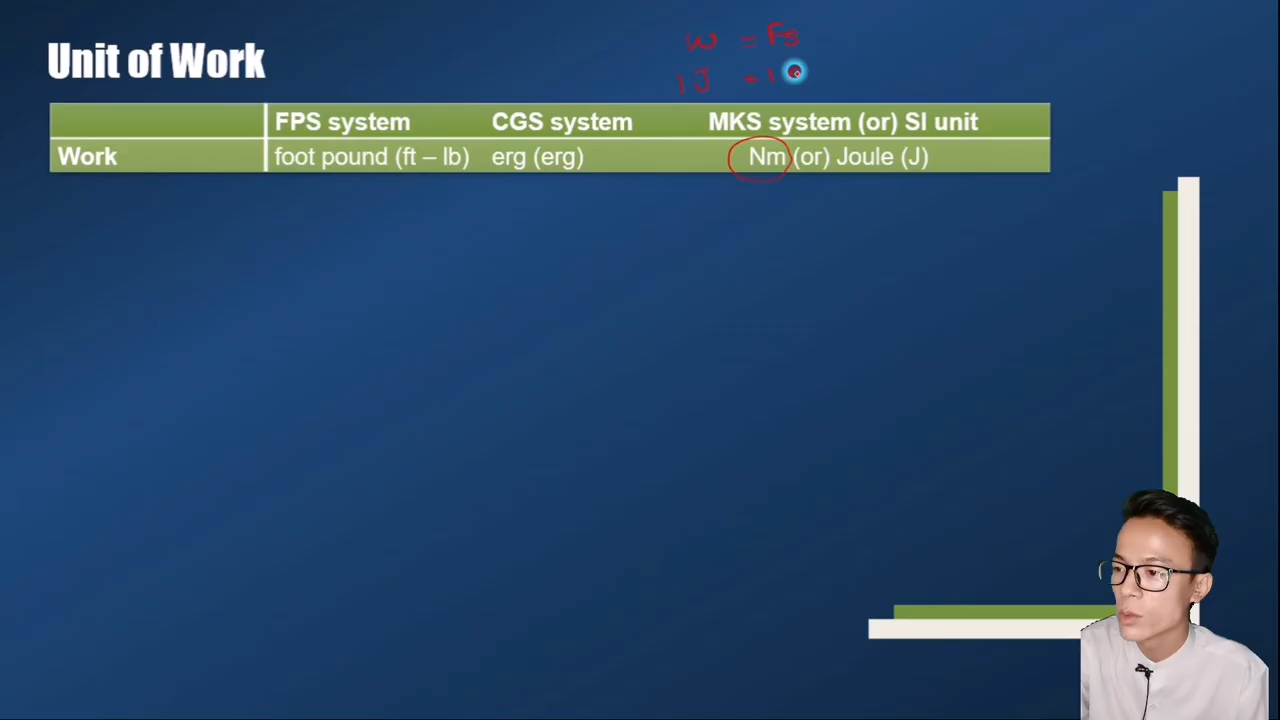 W = Fs
1 J = 1
Unit of Work
FPS system CGS system MKS system (or) SI unit
Work foot pound (ft – lb) erg (erg) Nm (or) Joule (J)